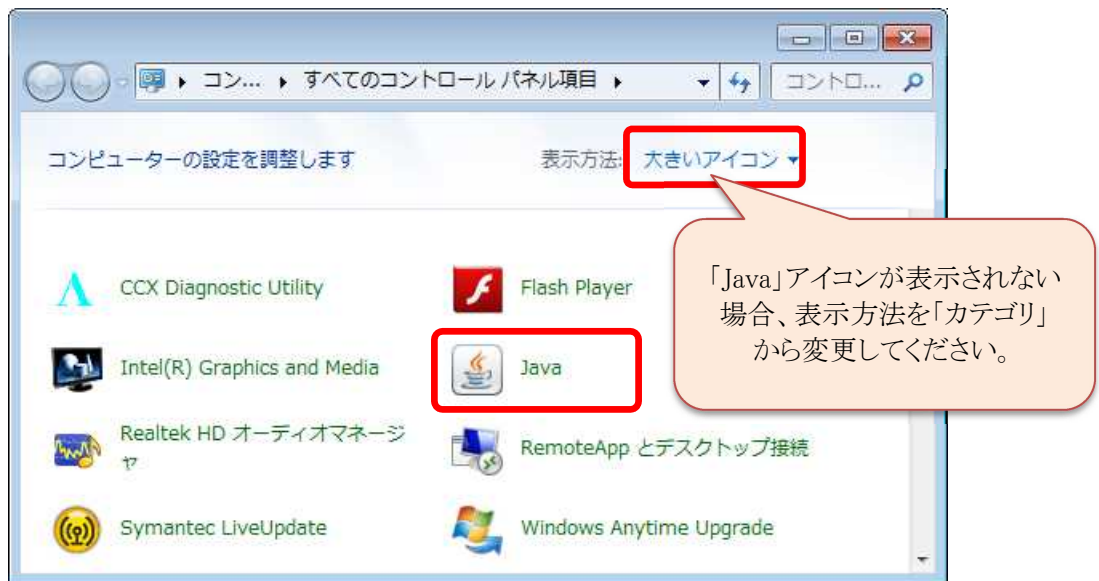 コン... すべてのコントロール パネル項目 コントロ...
コンピューターの設定を調整します 表示方法: 大きいアイコン
「Java」アイコンが表示されない
場合、表示方法を「カテゴリ」
から変更してください。
CCX Diagnostic Utility Flash Player
Intel(R) Graphics and Media Java
Realtek HD オーディオマネージ
ャ
RemoteApp とデスクトップ接続
Symantec LiveUpdate Windows Anytime Upgrade